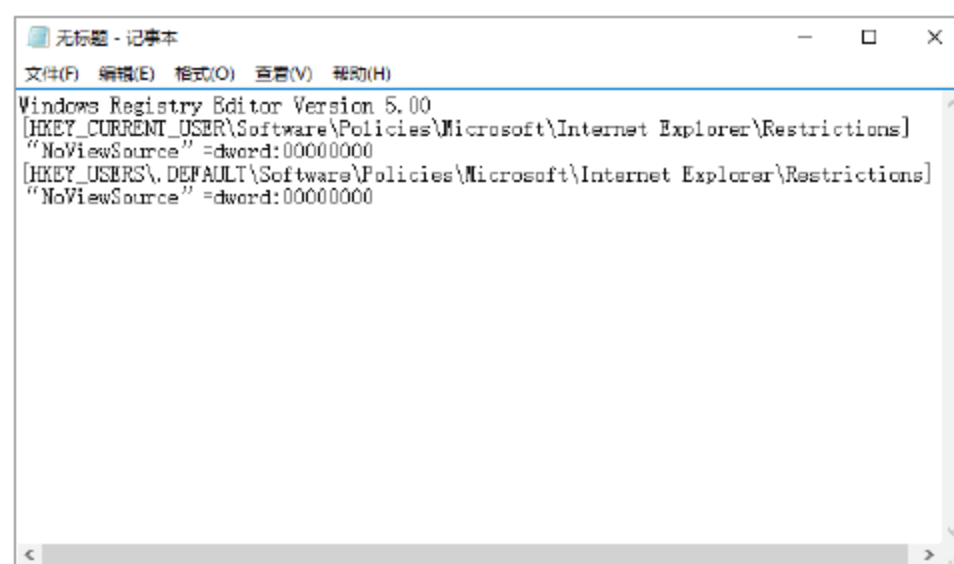 无标题 - 记事本
文件(F) 编辑(E) 格式(O) 查看(V) 帮助(H)
Windows Registry Editor Version 5.00
[HKEY_CURRENT_USER\Software\Policies\Microsoft\Internet Explorer\Restrictions]
“NoViewSource” =dword:00000000
[HKEY_USERS\.DEFAULT\Software\Policies\Microsoft\Internet Explorer\Restrictions]
“NoViewSource” =dword:00000000